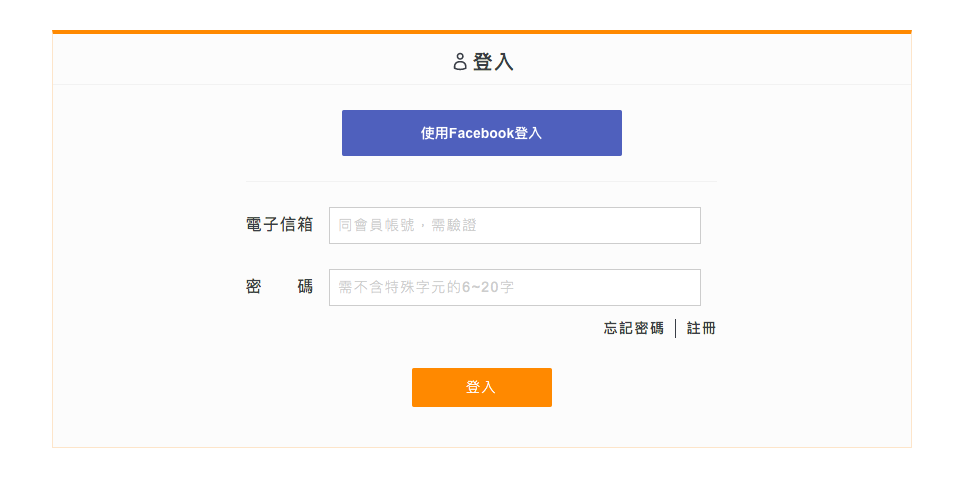 登入
使用Facebook登入
電子信箱 同會員帳號，需驗證
密 碼 需不含特殊字元的6~20字
忘記密碼 | 註冊
登入